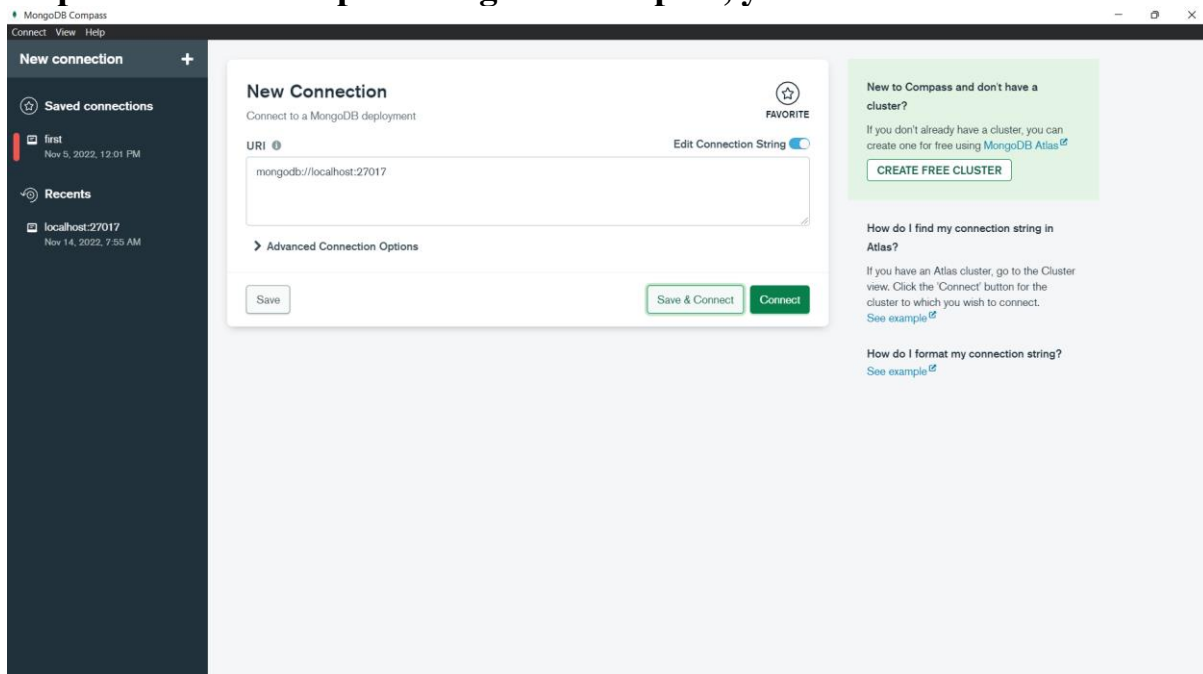 MongoDB Compass
Connect View Help
New connection +
Saved connections
first
Nov 5, 2022, 12:01 PM
Recents
localhost:27017
Nov 14, 2022, 7:55 AM
New Connection
Connect to a MongoDB deployment
FAVORITE
URI
Edit Connection String
mongodb://localhost:27017
Advanced Connection Options
Save
Save & Connect
Connect
New to Compass and don't have a
cluster?
If you don't already have a cluster, you can
create one for free using MongoDB Atlas
CREATE FREE CLUSTER
How do I find my connection string in
Atlas?
If you have an Atlas cluster, go to the Cluster
view. Click the 'Connect' button for the
cluster to which you wish to connect.
See example
How do I format my connection string?
See example